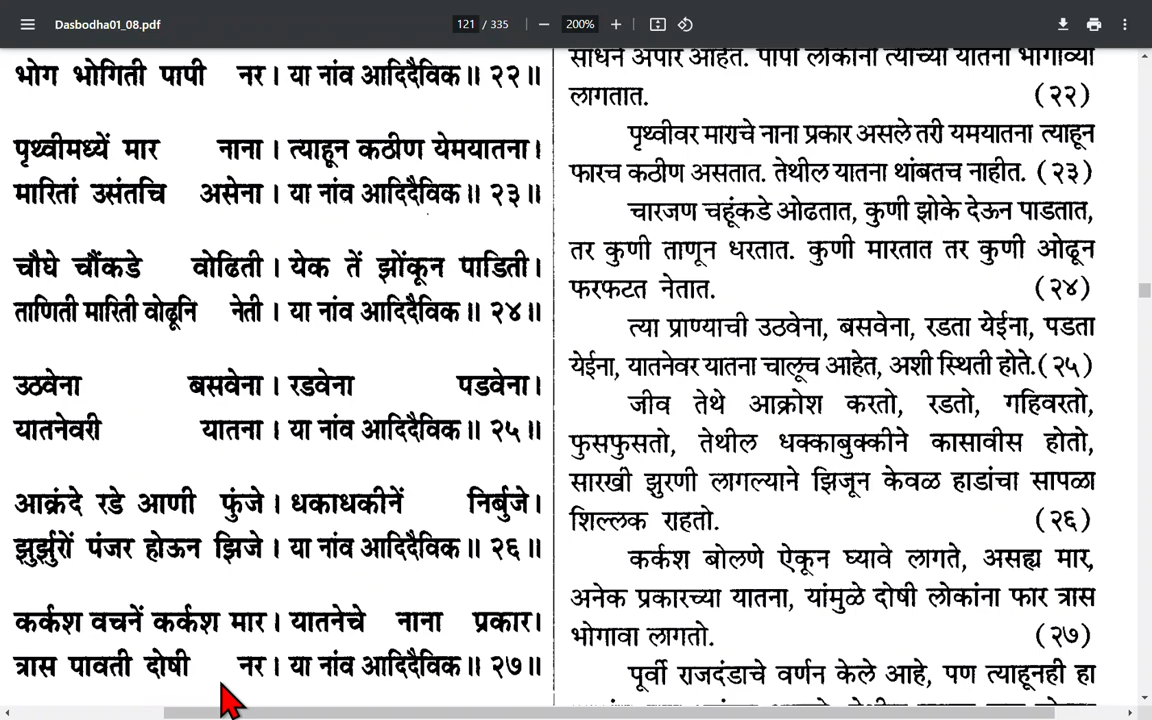 Dasbodha01_08.pdf
121 / 335
200%
भोग भोगिती पापी नर। या नांव आदिदैविक॥ २२॥
पृथ्वीमध्यें मार नाना। त्याहून कठीण येमयातना।
मारितां उसंतचि असेना। या नांव आदिदैविक॥ २३॥
चौघे चौंकडे वोढिती। येक तें झोंकून पाडिती।
ताणिती मारिती वोढूनि नेती। या नांव आदिदैविक॥ २४॥
उठवेना बसवेना। रडवेना पडवेना।
यातनेवरी यातना। या नांव आदिदैविक॥ २५॥
आक्रंदे रडे आणी फुंजे। धकाधकीनें निर्बुजे।
झुर्झुरों पंजर होऊन झिजे। या नांव आदिदैविक॥ २६॥
कर्कश वचनें कर्कश मार। यातनेचे नाना प्रकार।
त्रास पावती दोषी नर। या नांव आदिदैविक॥ २७॥
साधने अपार आहेत. पापी लोकांना त्यांच्या यातना भोगाव्या
लागतात. (२२)
पृथ्वीवर माराचे नाना प्रकार असले तरी यमयातना त्याहून
फारच कठीण असतात. तेथील यातना थांबतच नाहीत. (२३)
चारजण चहूंकडे ओढतात, कुणी झोके देऊन पाडतात,
तर कुणी ताणून धरतात. कुणी मारतात तर कुणी ओढून
फरफटत नेतात. (२४)
त्या प्राण्याची उठवेना, बसवेना, रडता येईना, पडता
येईना, यातनेवर यातना चालूच आहेत, अशी स्थिती होते.(२५)
जीव तेथे आक्रोश करतो, रडतो, गहिवरतो,
फुसफुसतो, तेथील धक्काबुक्कीने कासावीस होतो,
सारखी झुरणी लागल्याने झिजून केवळ हाडांचा सापळा
शिल्लक राहतो. (२६)
कर्कश बोलणे ऐकून घ्यावे लागते, असह्य मार,
अनेक प्रकारच्या यातना, यांमुळे दोषी लोकांना फार त्रास
भोगावा लागतो. (२७)
पूर्वी राजदंडाचे वर्णन केले आहे, पण त्याहूनही हा